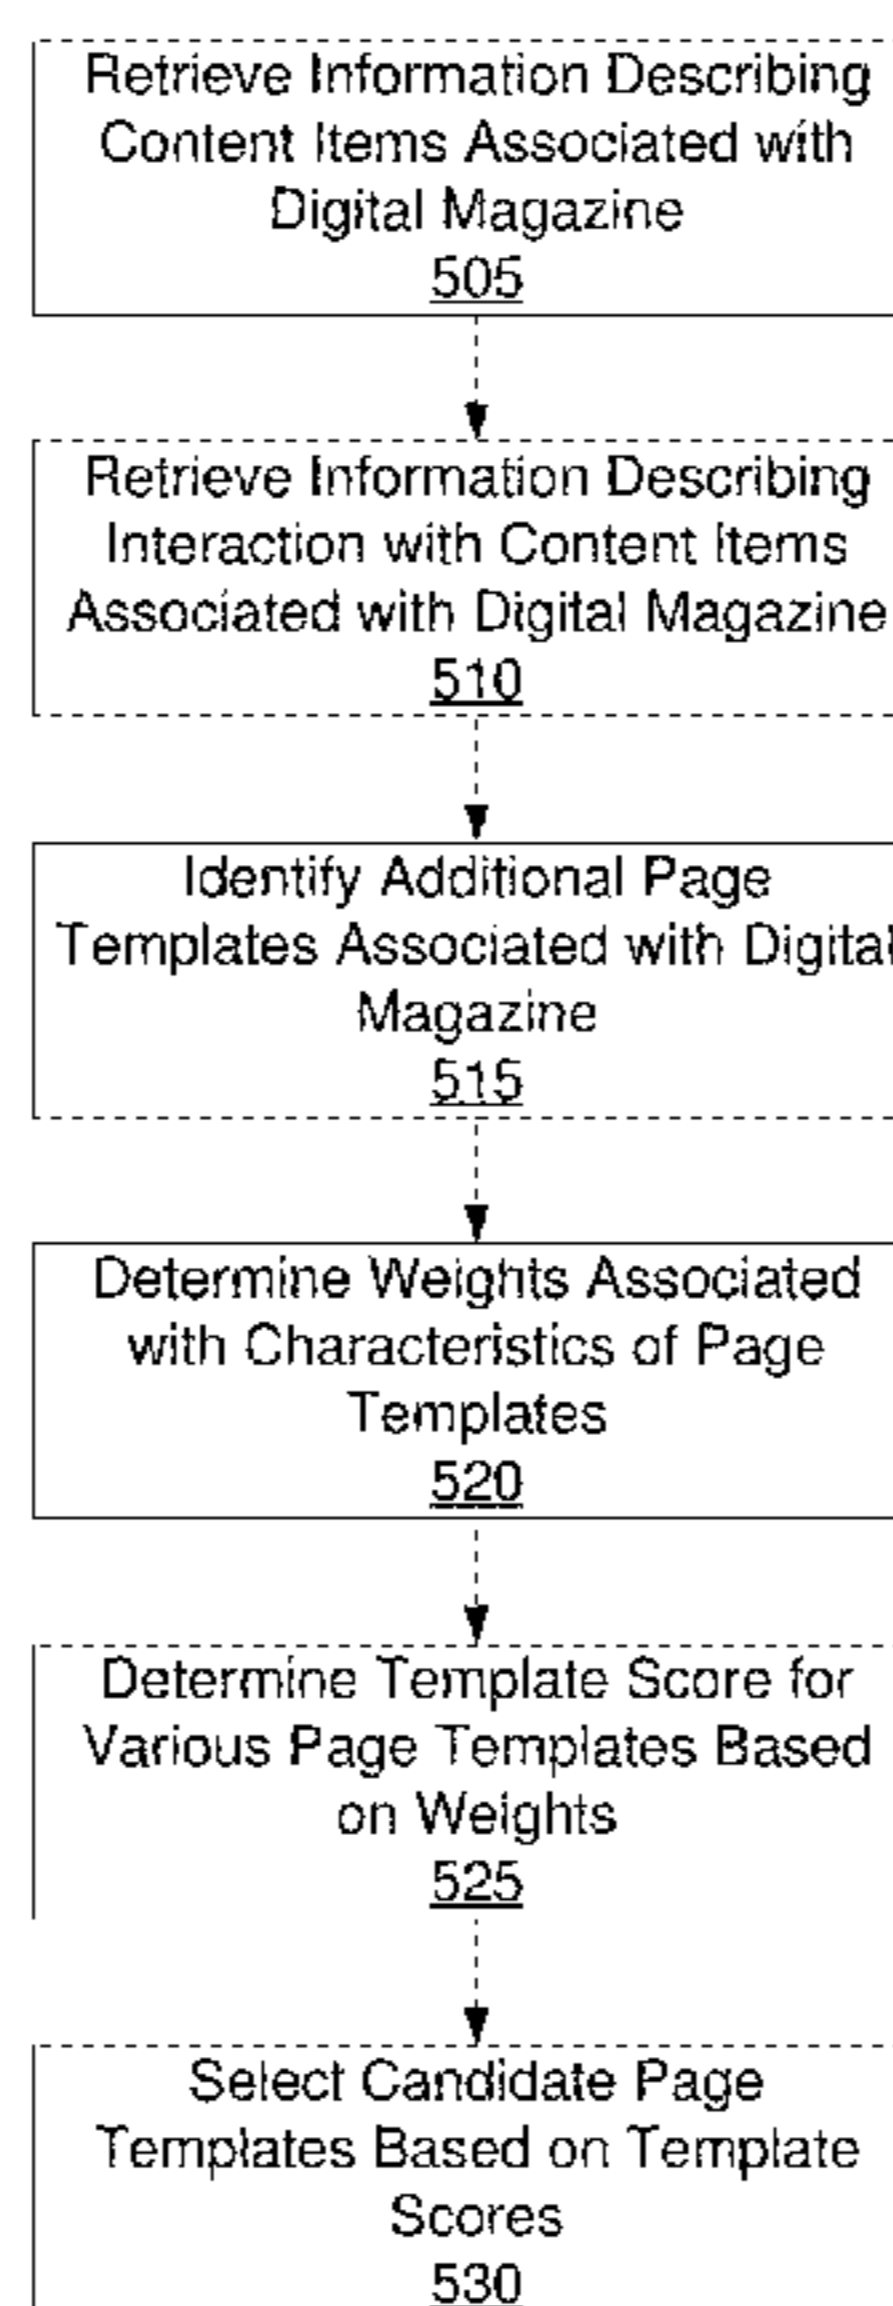 Retrieve Information Describing
Content Items Associated with
Digital Magazine
505
Retrieve Information Describing
Interaction with Content Items
Associated with Digital Magazine
510
Identify Additional Page
Templates Associated with Digital
Magazine
515
Determine Weights Associated
with Characteristics of Page
Templates
520
Determine Template Score for
Various Page Templates Based
on Weights
525
Select Candidate Page
Templates Based on Template
Scores
530